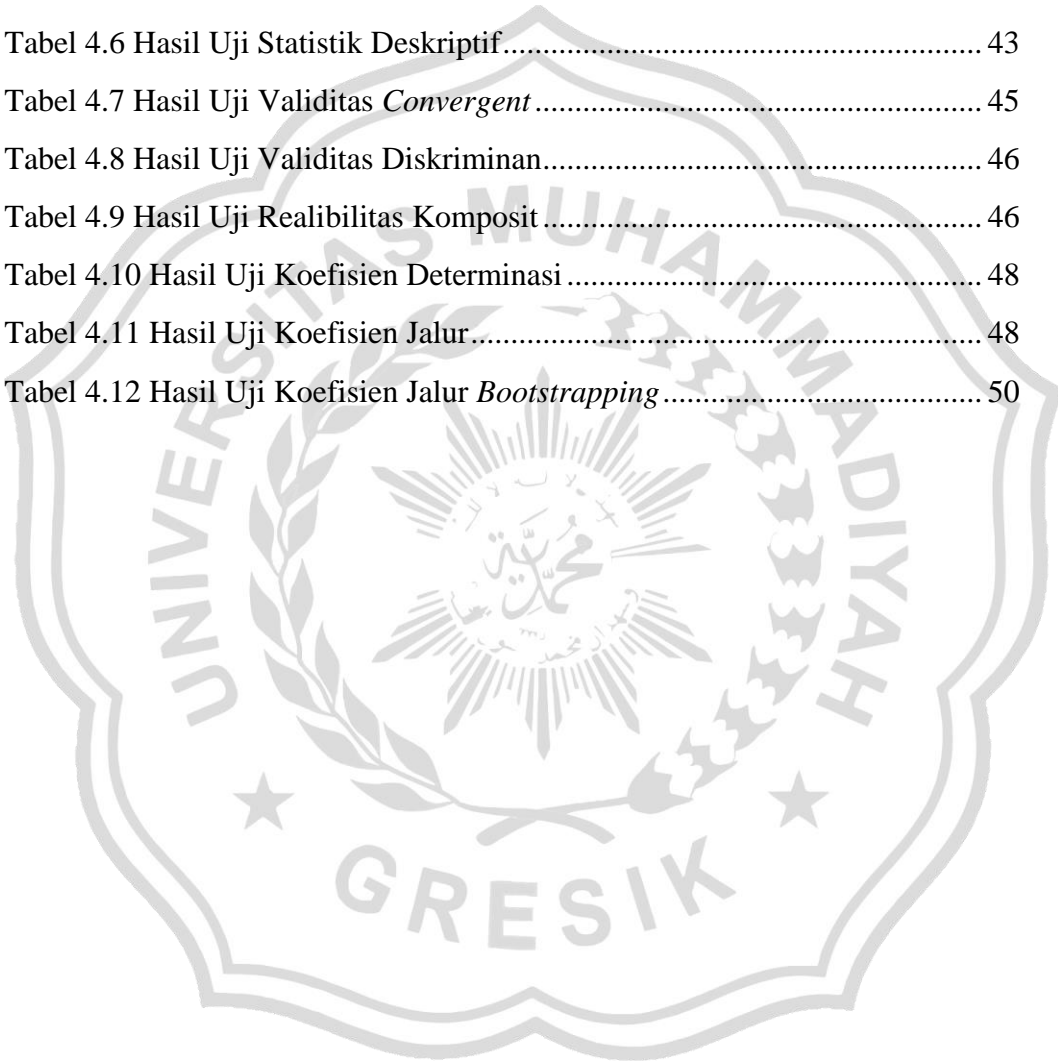 Tabel 4.6 Hasil Uji Statistik Deskriptif........................................................... 43
Tabel 4.7 Hasil Uji Validitas Convergent....................................................... 45
Tabel 4.8 Hasil Uji Validitas Diskriminan...................................................... 46
Tabel 4.9 Hasil Uji Realibilitas Komposit...................................................... 46
Tabel 4.10 Hasil Uji Koefisien Determinasi................................................... 48
Tabel 4.11 Hasil Uji Koefisien Jalur............................................................... 48
Tabel 4.12 Hasil Uji Koefisien Jalur Bootstrapping....................................... 50
UNIVERSITAS MUHAMMADIYAH
GRESIK